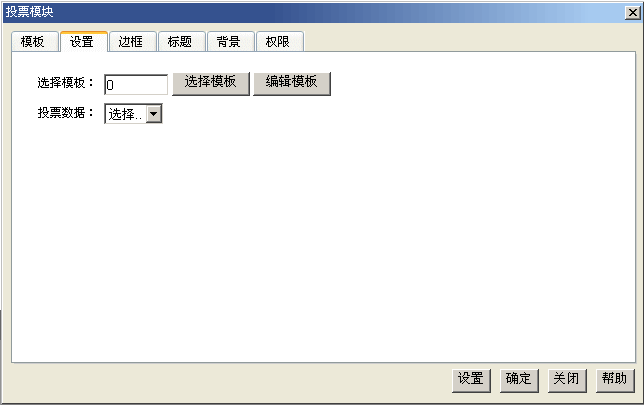 投票模块
模板 设置 边框 标题 背景 权限
选择模板： 0 选择模板 编辑模板
投票数据： 选择..
设置 确定 关闭 帮助